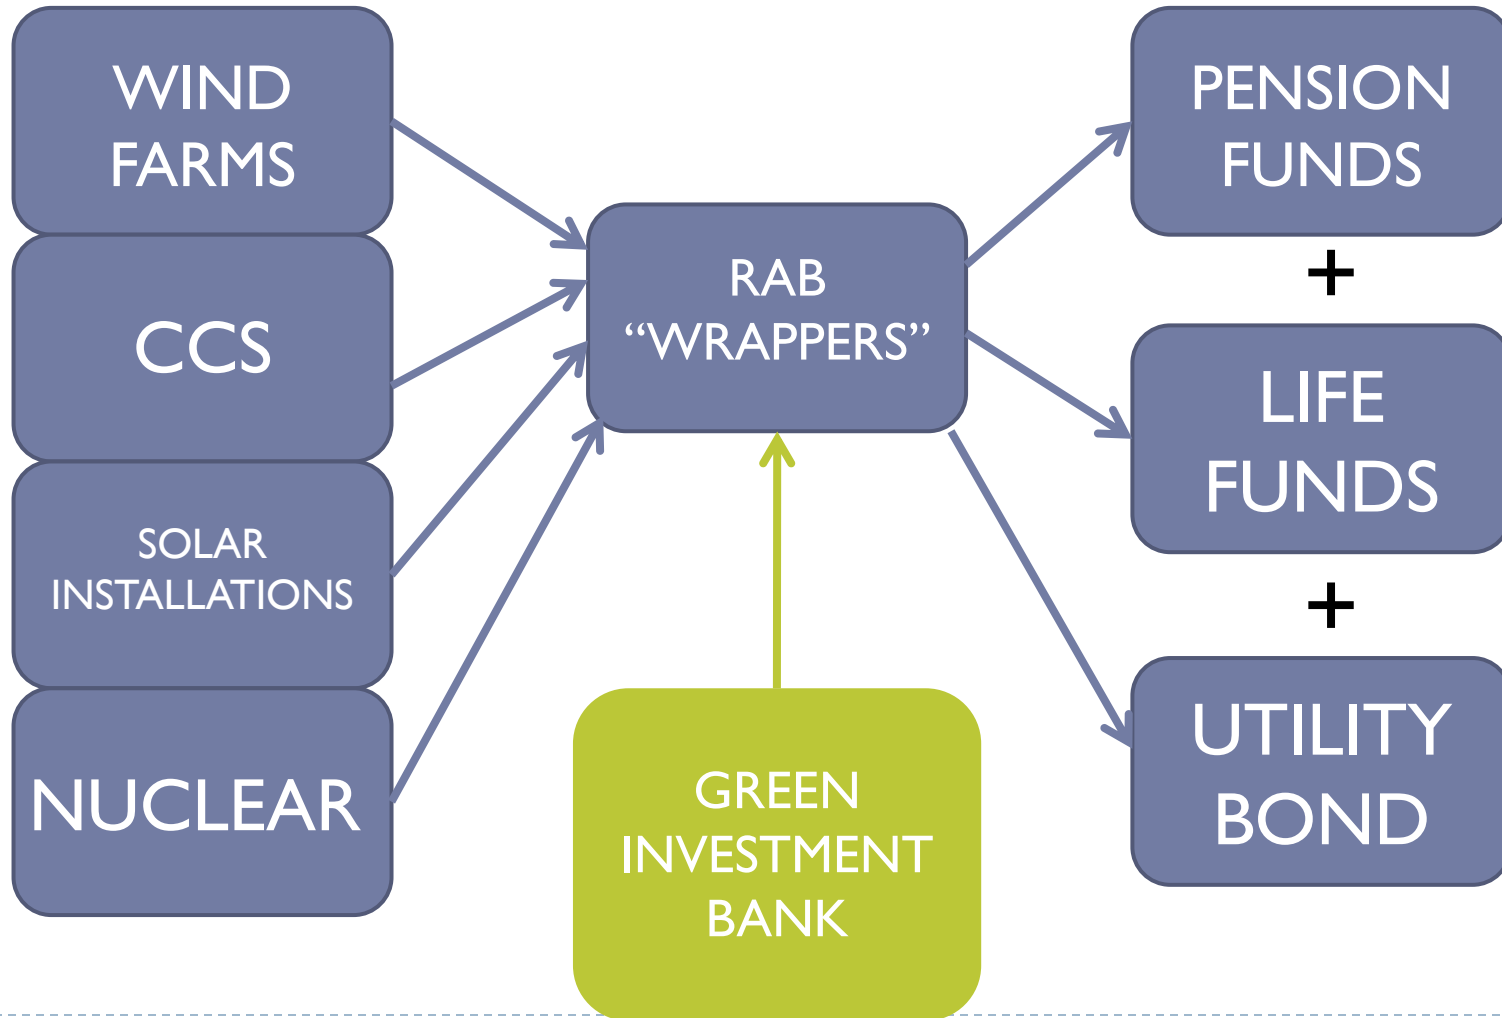 WIND
FARMS
CCS
SOLAR
INSTALLATIONS
NUCLEAR
RAB
“WRAPPERS”
GREEN
INVESTMENT
BANK
PENSION
FUNDS
+
LIFE
FUNDS
+
UTILITY
BOND